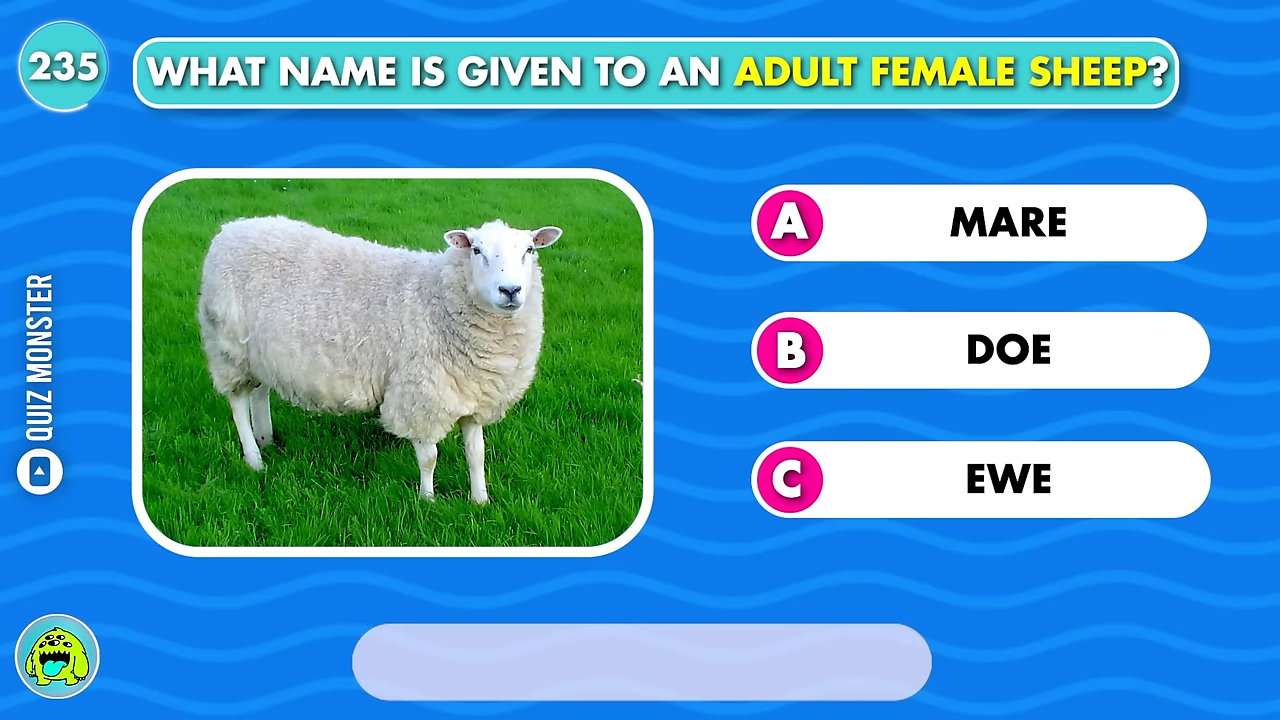 235
WHAT NAME IS GIVEN TO AN ADULT FEMALE SHEEP?
A MARE
B DOE
C EWE
QUIZ MONSTER